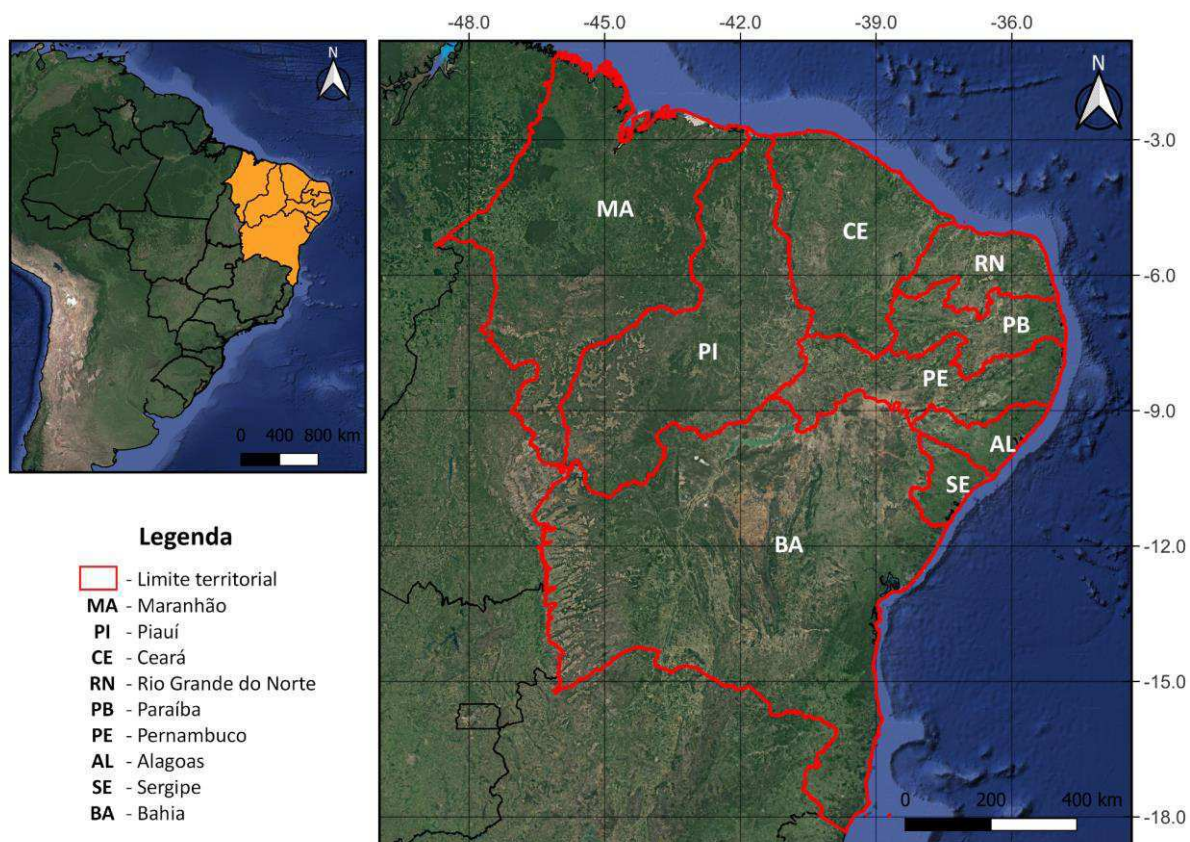 -48.0 -45.0 -42.0 -39.0 -36.0
N
0 400 800 km
N
-3.0
-6.0
-9.0
-12.0
-15.0
-18.0
MA
CE
RN
PB
PI
PE
AL
SE
BA
0 200 400 km
Legenda
- Limite territorial
MA - Maranhão
PI - Piauí
CE - Ceará
RN - Rio Grande do Norte
PB - Paraíba
PE - Pernambuco
AL - Alagoas
SE - Sergipe
BA - Bahia